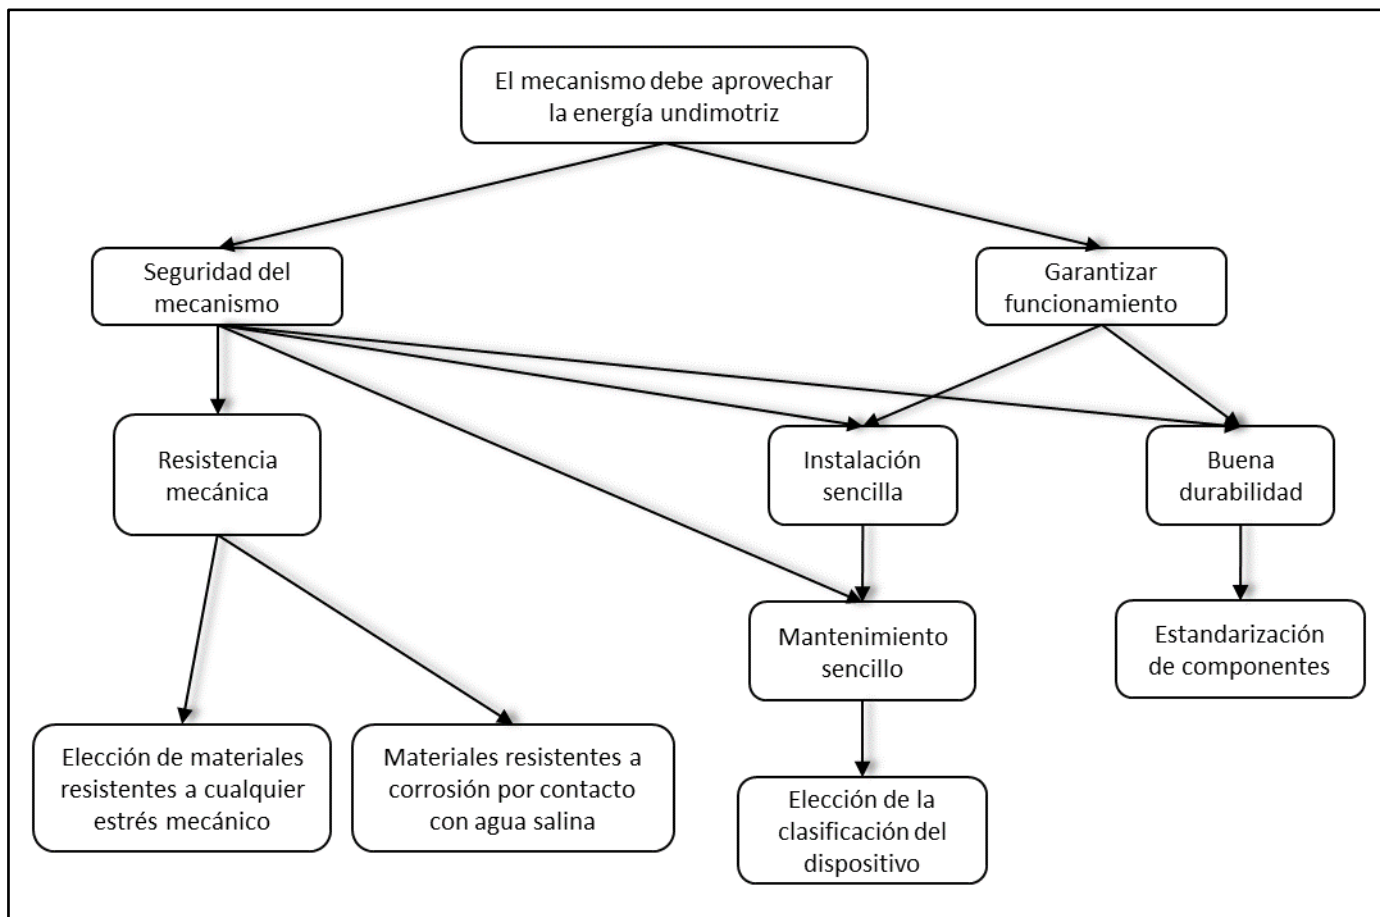 El mecanismo debe aprovechar
la energía undimotriz
Seguridad del
mecanismo
Garantizar
funcionamiento
Resistencia
mecánica
Instalación
sencilla
Buena
durabilidad
Mantenimiento
sencillo
Estandarización
de componentes
Elección de materiales
resistentes a cualquier
estrés mecánico
Materiales resistentes a
corrosión por contacto
con agua salina
Elección de la
clasificación del
dispositivo